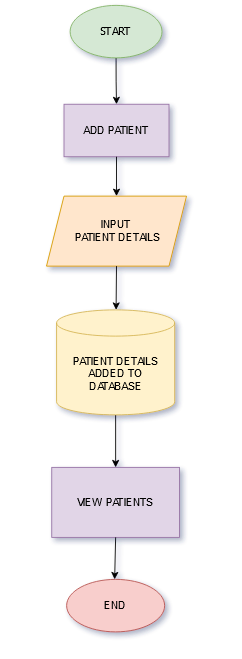 START
ADD PATIENT
INPUT
PATIENT DETAILS
PATIENT DETAILS
ADDED TO
DATABASE
VIEW PATIENTS
END